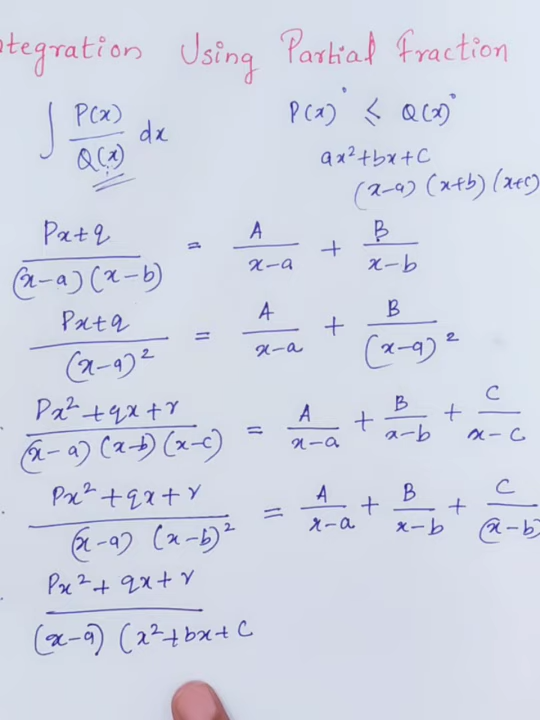 ntegration Using Partial Fraction
∫ P(x)/Q(x) dx P(x)° ≤ Q(x)°
ax²+bx+c
(x-a) (x+b) (x+c)
Px+q/(x-a)(x-b) = A/x-a + B/x-b
Px+q/(x-a)² = A/x-a + B/(x-a)²
Px²+qx+r/(x-a)(x-b)(x-c) = A/x-a + B/x-b + C/x-c
Px²+qx+r/(x-a)(x-b)² = A/x-a + B/x-b + C/(x-b)
Px²+qx+r/(x-a)(x²+bx+c